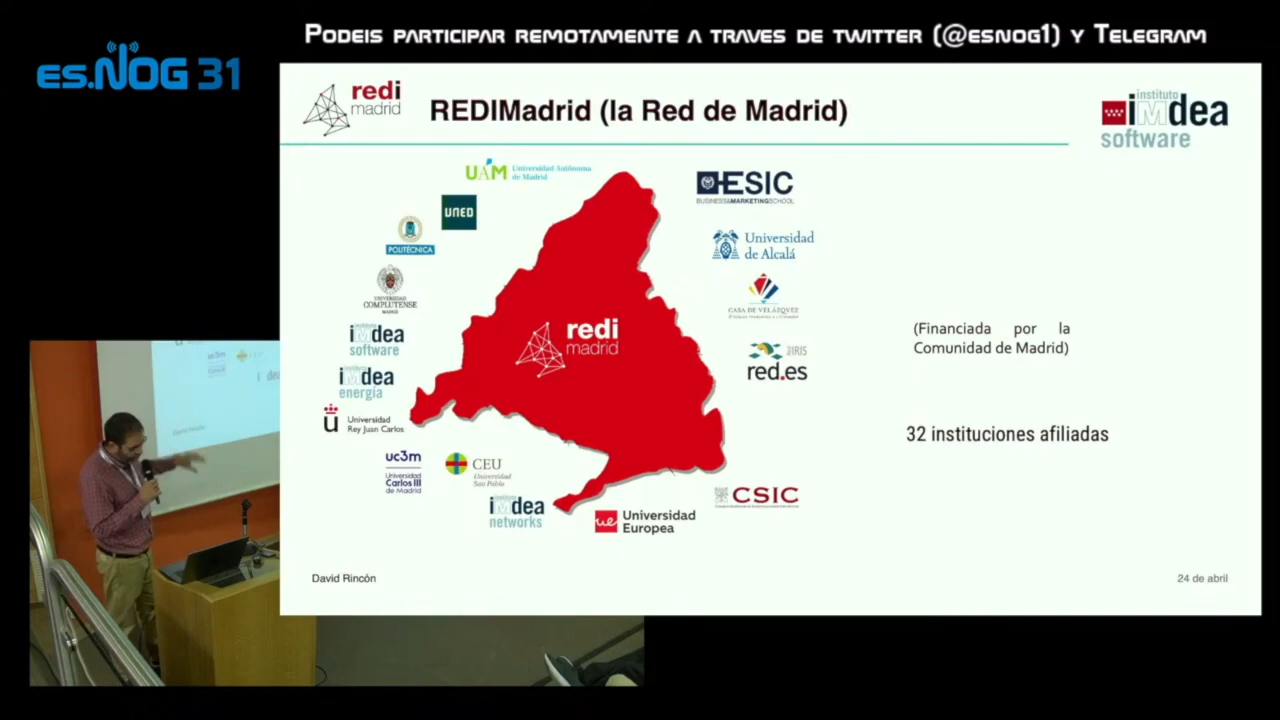 PODEIS PARTICIPAR REMOTAMENTE A TRAVES DE TWITTER (@ESNOG1) Y TELEGRAM
es.NOG 31
redi
madrid
REDIMadrid (la Red de Madrid)
instituto
iMdea
software
UAM Universidad Autónoma
de Madrid
ESIC
BUSINESS&MARKETINGSCHOOL
UNED
POLITÉCNICA
Universidad
de Alcalá
UNIVERSIDAD
COMPLUTENSE
MADRID
CASA DE VELÁZQUEZ
redi
madrid
(Financiada por la
Comunidad de Madrid)
instituto
iMdea
software
IRIS
red.es
iMdea
energía
Universidad
Rey Juan Carlos
32 instituciones afiliadas
uc3m
Universidad
Carlos III
de Madrid
CEU
Universidad
San Pablo
iMdea
networks
CSIC
ue Universidad
Europea
David Rincón
24 de abril